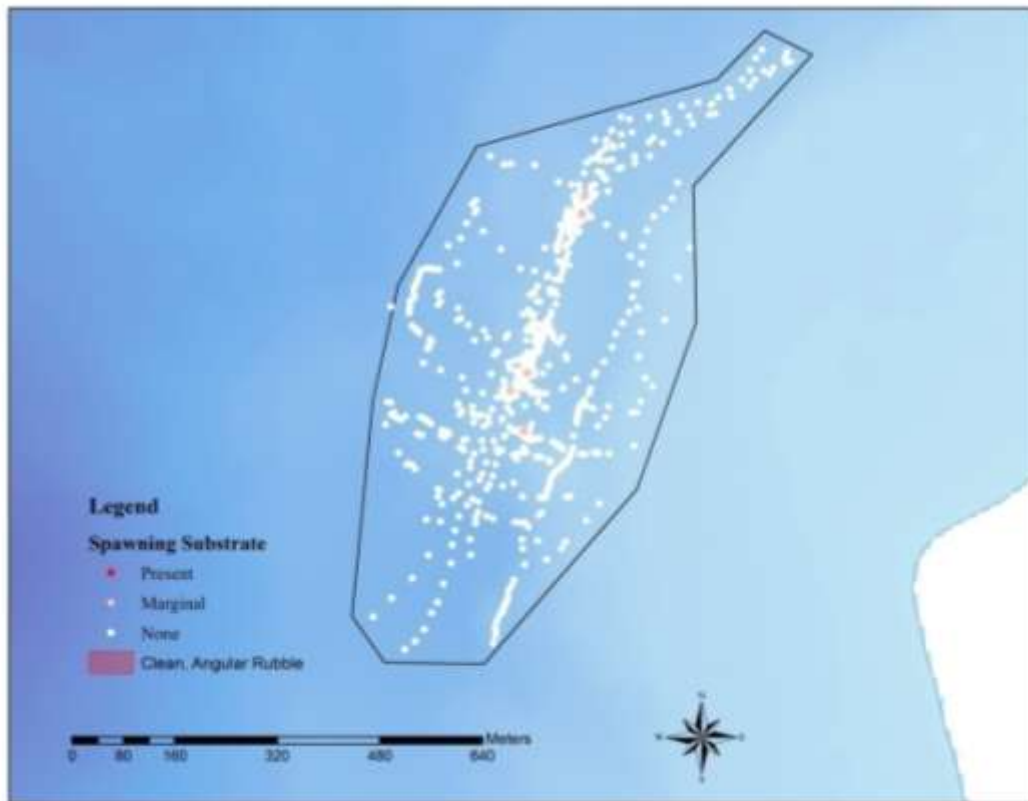 Legend
Spawning Substrate
Present
Marginal
None
Clean, Angular Rubble
0 80 160 320 480 640 Meters
N
S